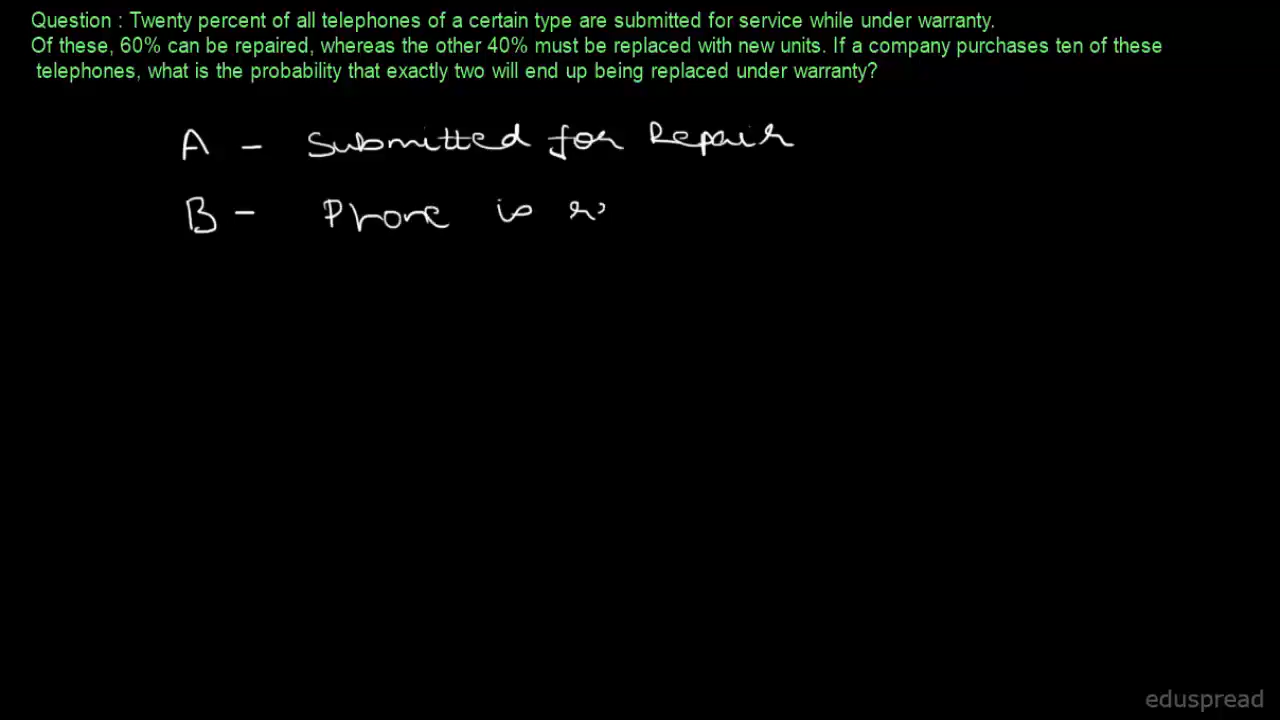 Question : Twenty percent of all telephones of a certain type are submitted for service while under warranty.
Of these, 60% can be repaired, whereas the other 40% must be replaced with new units. If a company purchases ten of these
telephones, what is the probability that exactly two will end up being replaced under warranty?
A - Submitted for Repair
B - Phone is
eduspread